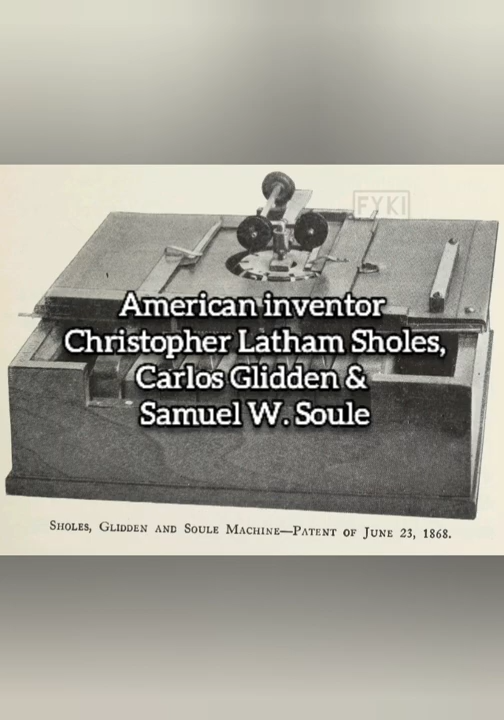 FYKI
American inventor
Christopher Latham Sholes,
Carlos Glidden &
Samuel W. Soule
SHOLES, GLIDDEN AND SOULE MACHINE—PATENT OF JUNE 23, 1868.